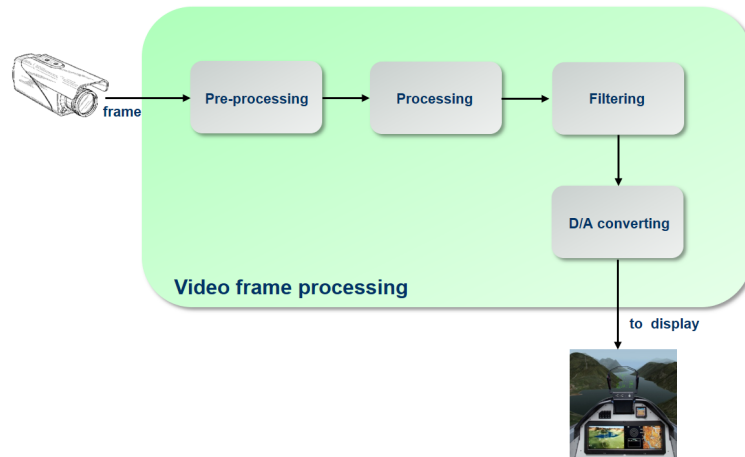 frame
Pre-processing
Processing
Filtering
D/A converting
Video frame processing
to display